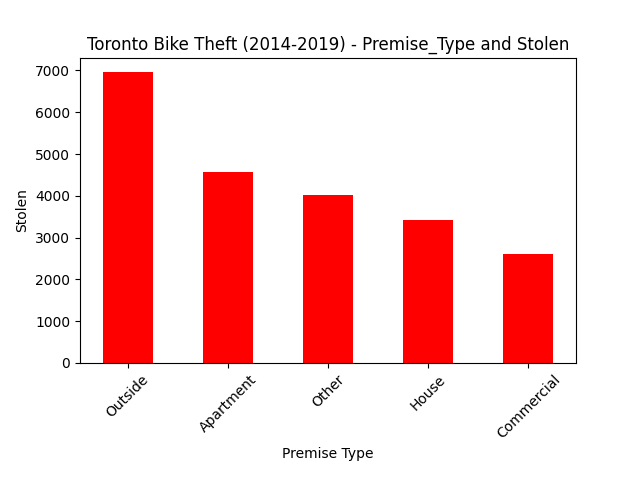 Toronto Bike Theft (2014-2019) - Premise_Type and Stolen
7000
6000
5000
4000
3000
2000
1000
0
Stolen
Outside
Apartment
Other
House
Commercial
Premise Type